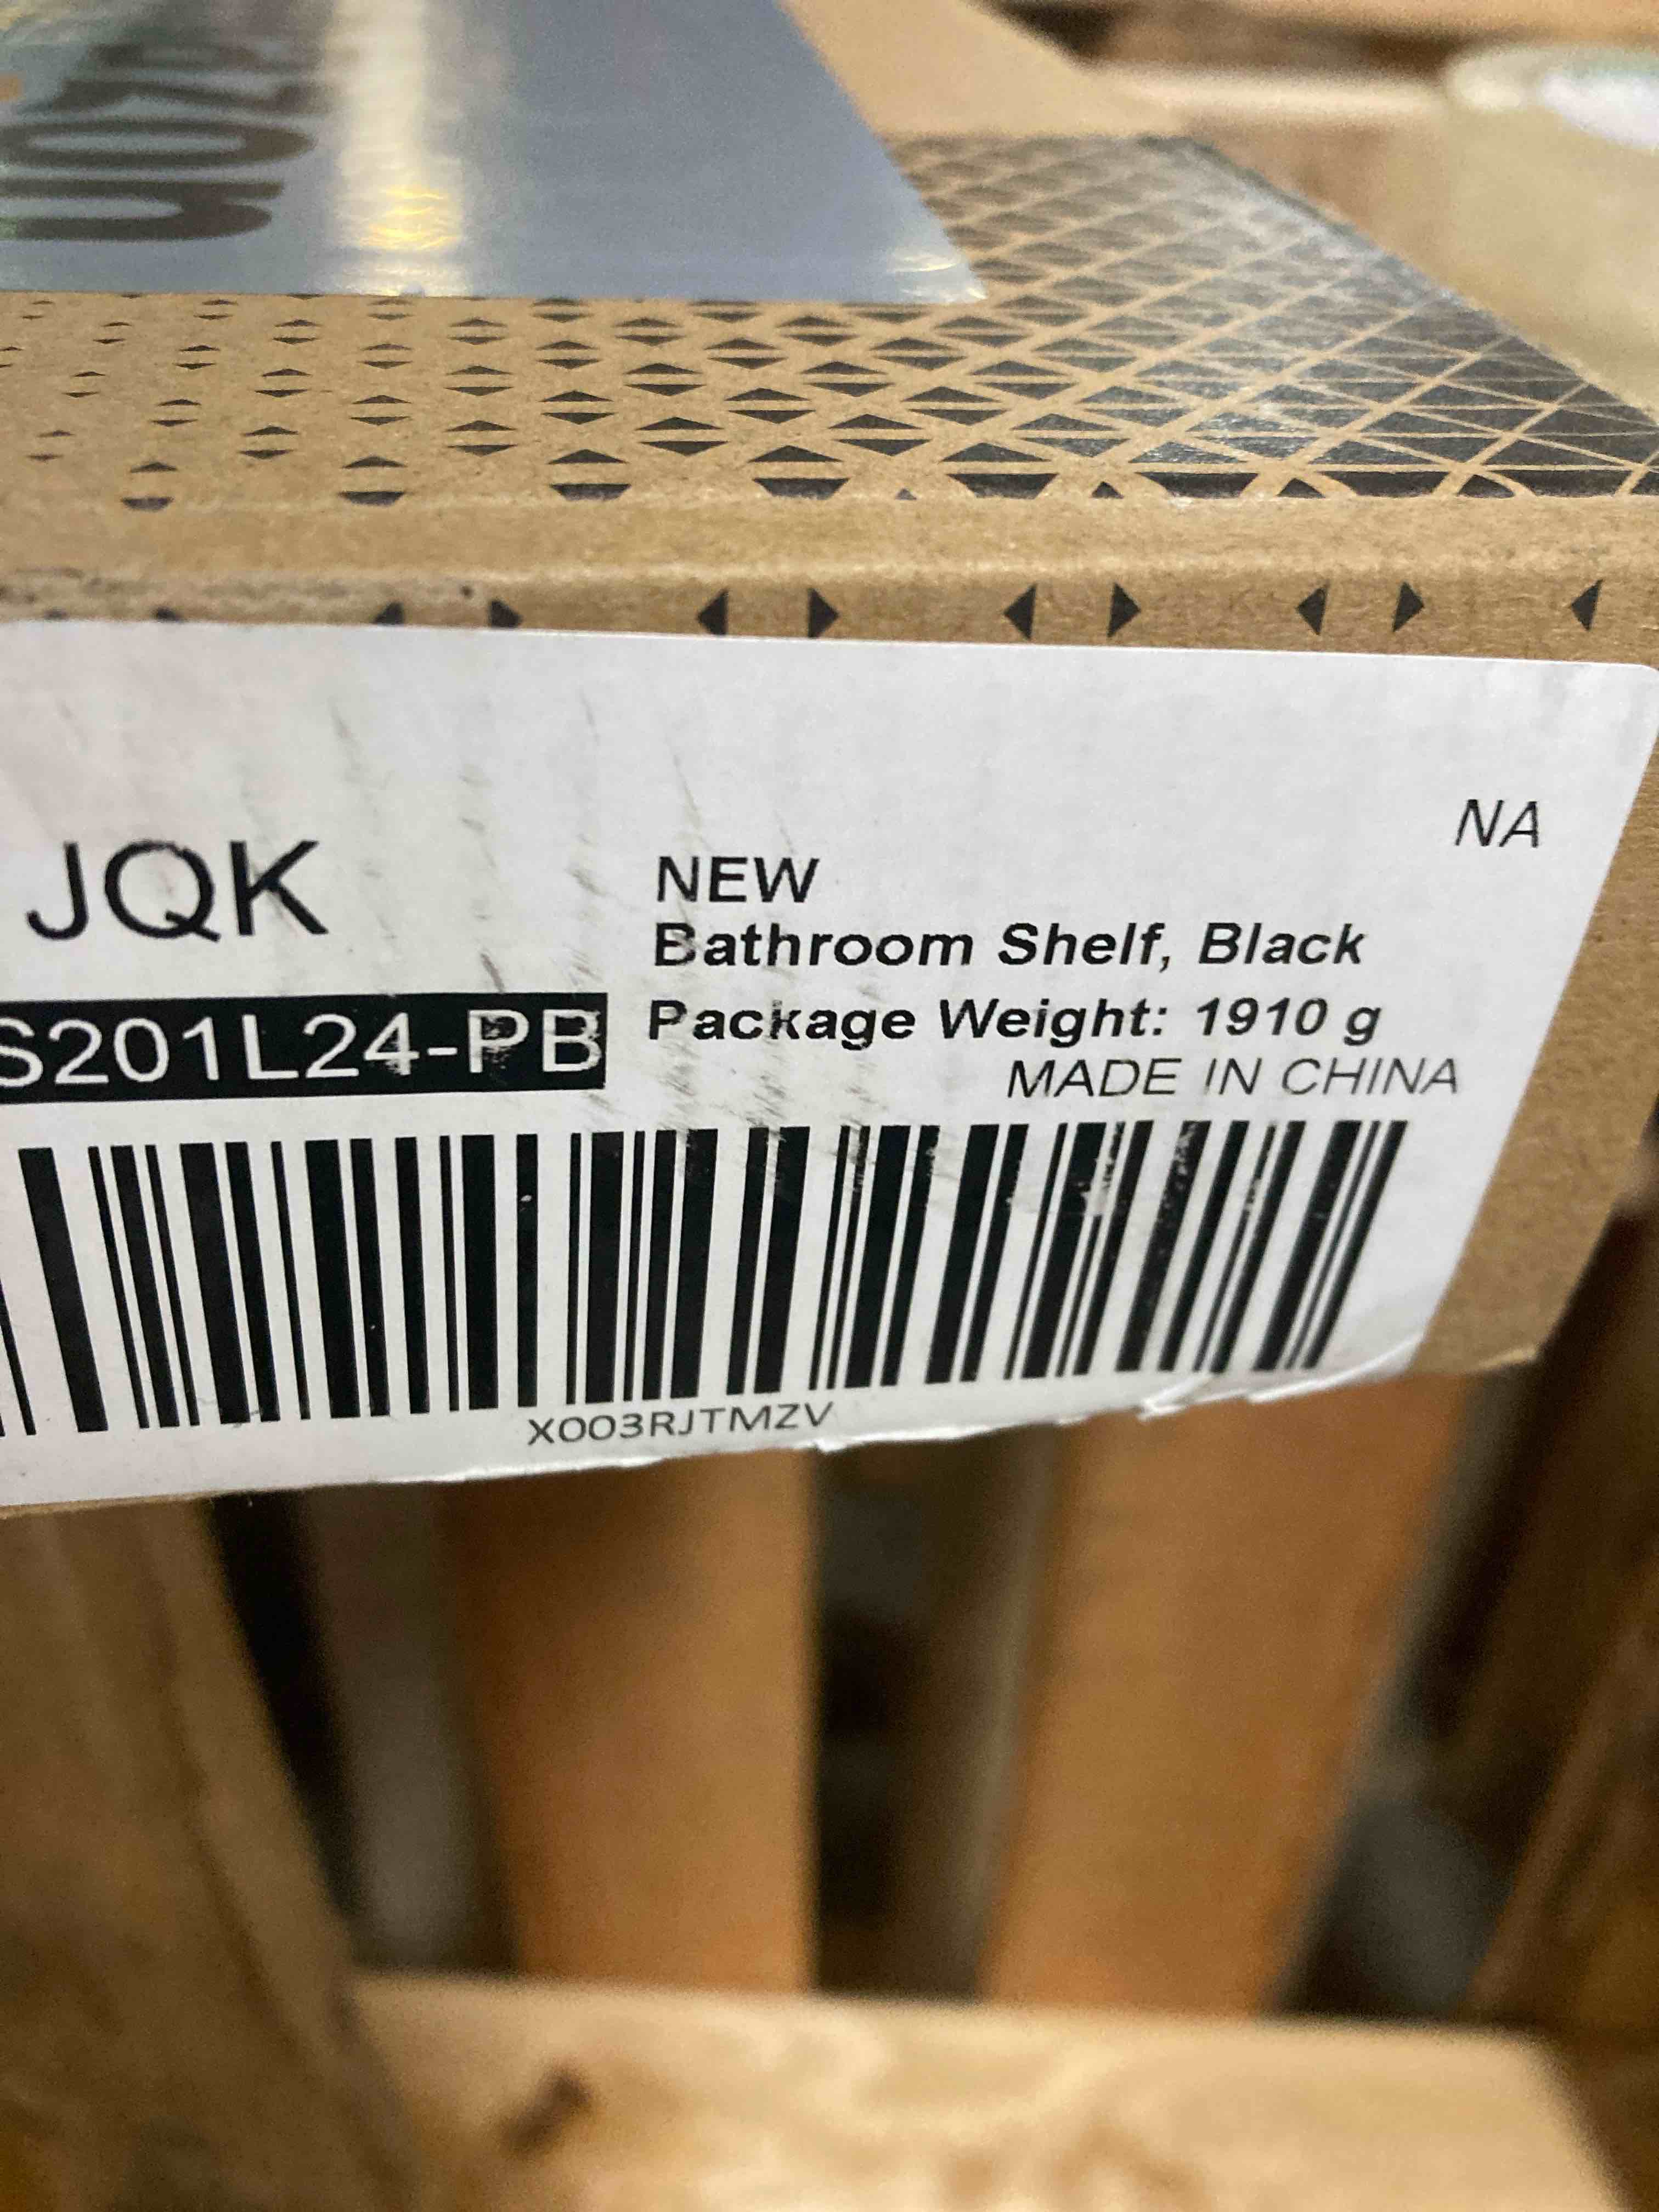 NA
JQK
NEW
Bathroom Shelf, Black
S201L24-PB
Package Weight: 1910 g
MADE IN CHINA
X003RJTMZV